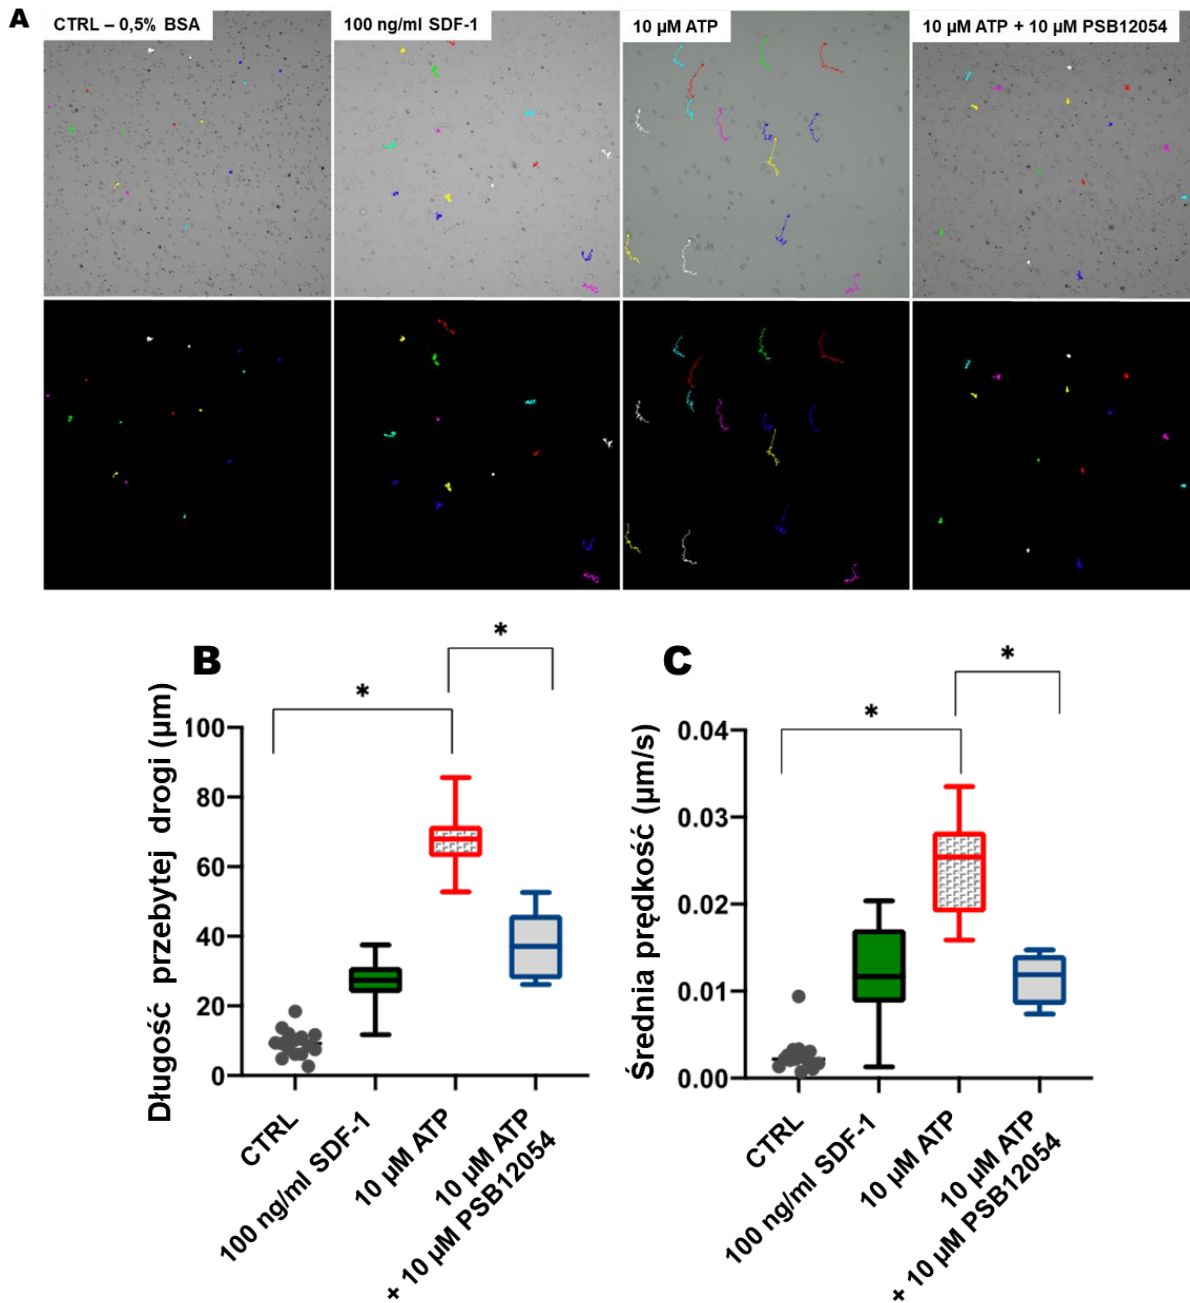 A
CTRL – 0,5% BSA
100 ng/ml SDF-1
10 µM ATP
10 µM ATP + 10 µM PSB12054
B
*
*
Długość przebytej drogi (µm)
100
80
60
40
20
0
CTRL
100 ng/ml SDF-1
10 µM ATP
10 µM ATP
+ 10 µM PSB12054
C
*
*
Średnia prędkość (µm/s)
0.04
0.03
0.02
0.01
0.00
CTRL
100 ng/ml SDF-1
10 µM ATP
10 µM ATP
+ 10 µM PSB12054